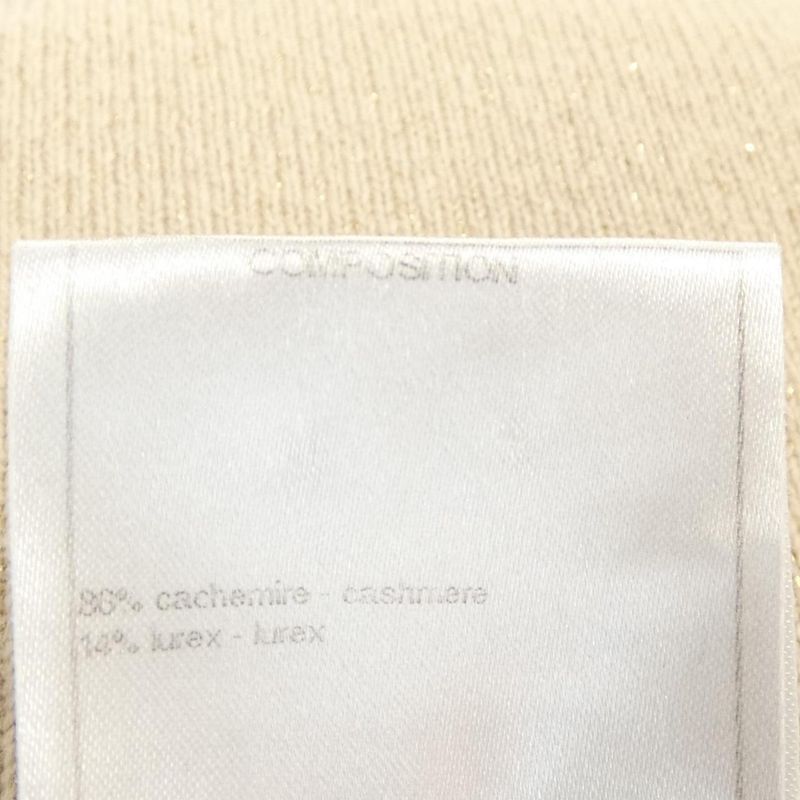 COMPOSITION
86% cachemire - cashmere
14% lurex - lurex